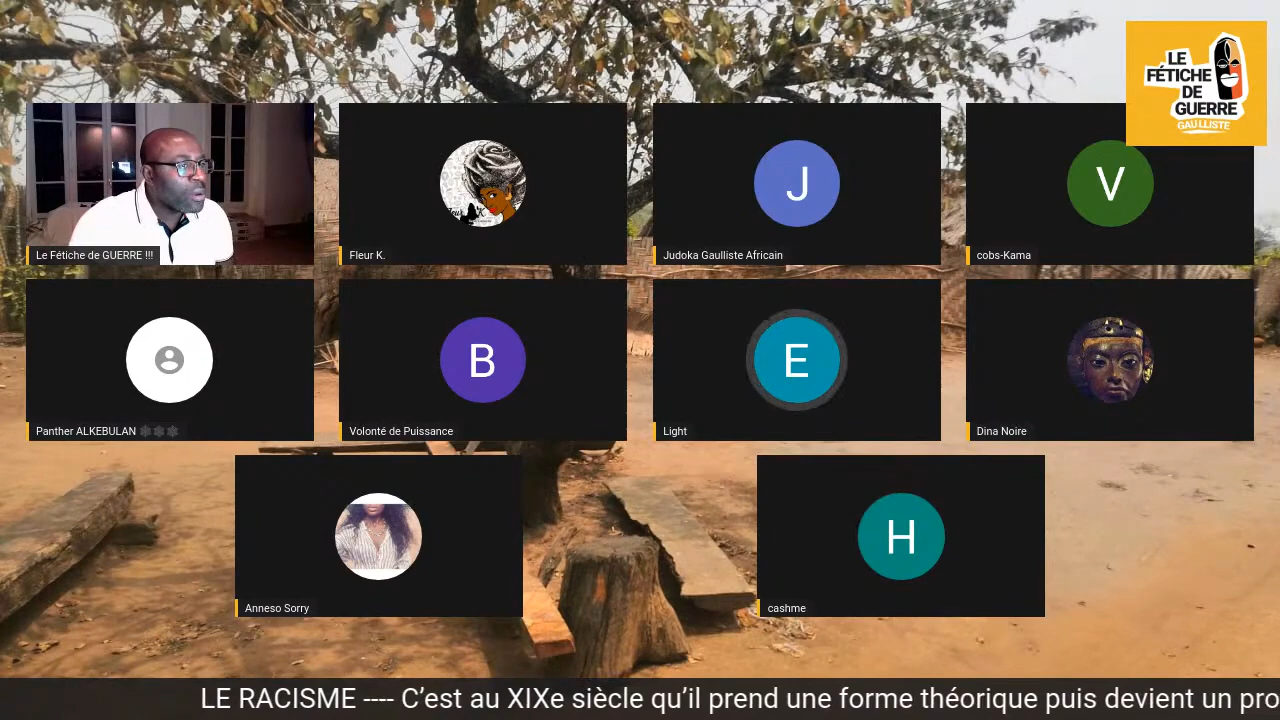 LE
FÉTICHE
DE
GUERRE
GAULLISTE
Le Fétiche de GUERRE !!!
Fleur K.
J
Judoka Gaulliste Africain
V
cobs-Kama
Panther ALKEBULAN
B
Volonté de Puissance
E
Light
Dina Noire
Anneso Sorry
H
cashme
LE RACISME ---- C’est au XIXe siècle qu’il prend une forme théorique puis devient un pro